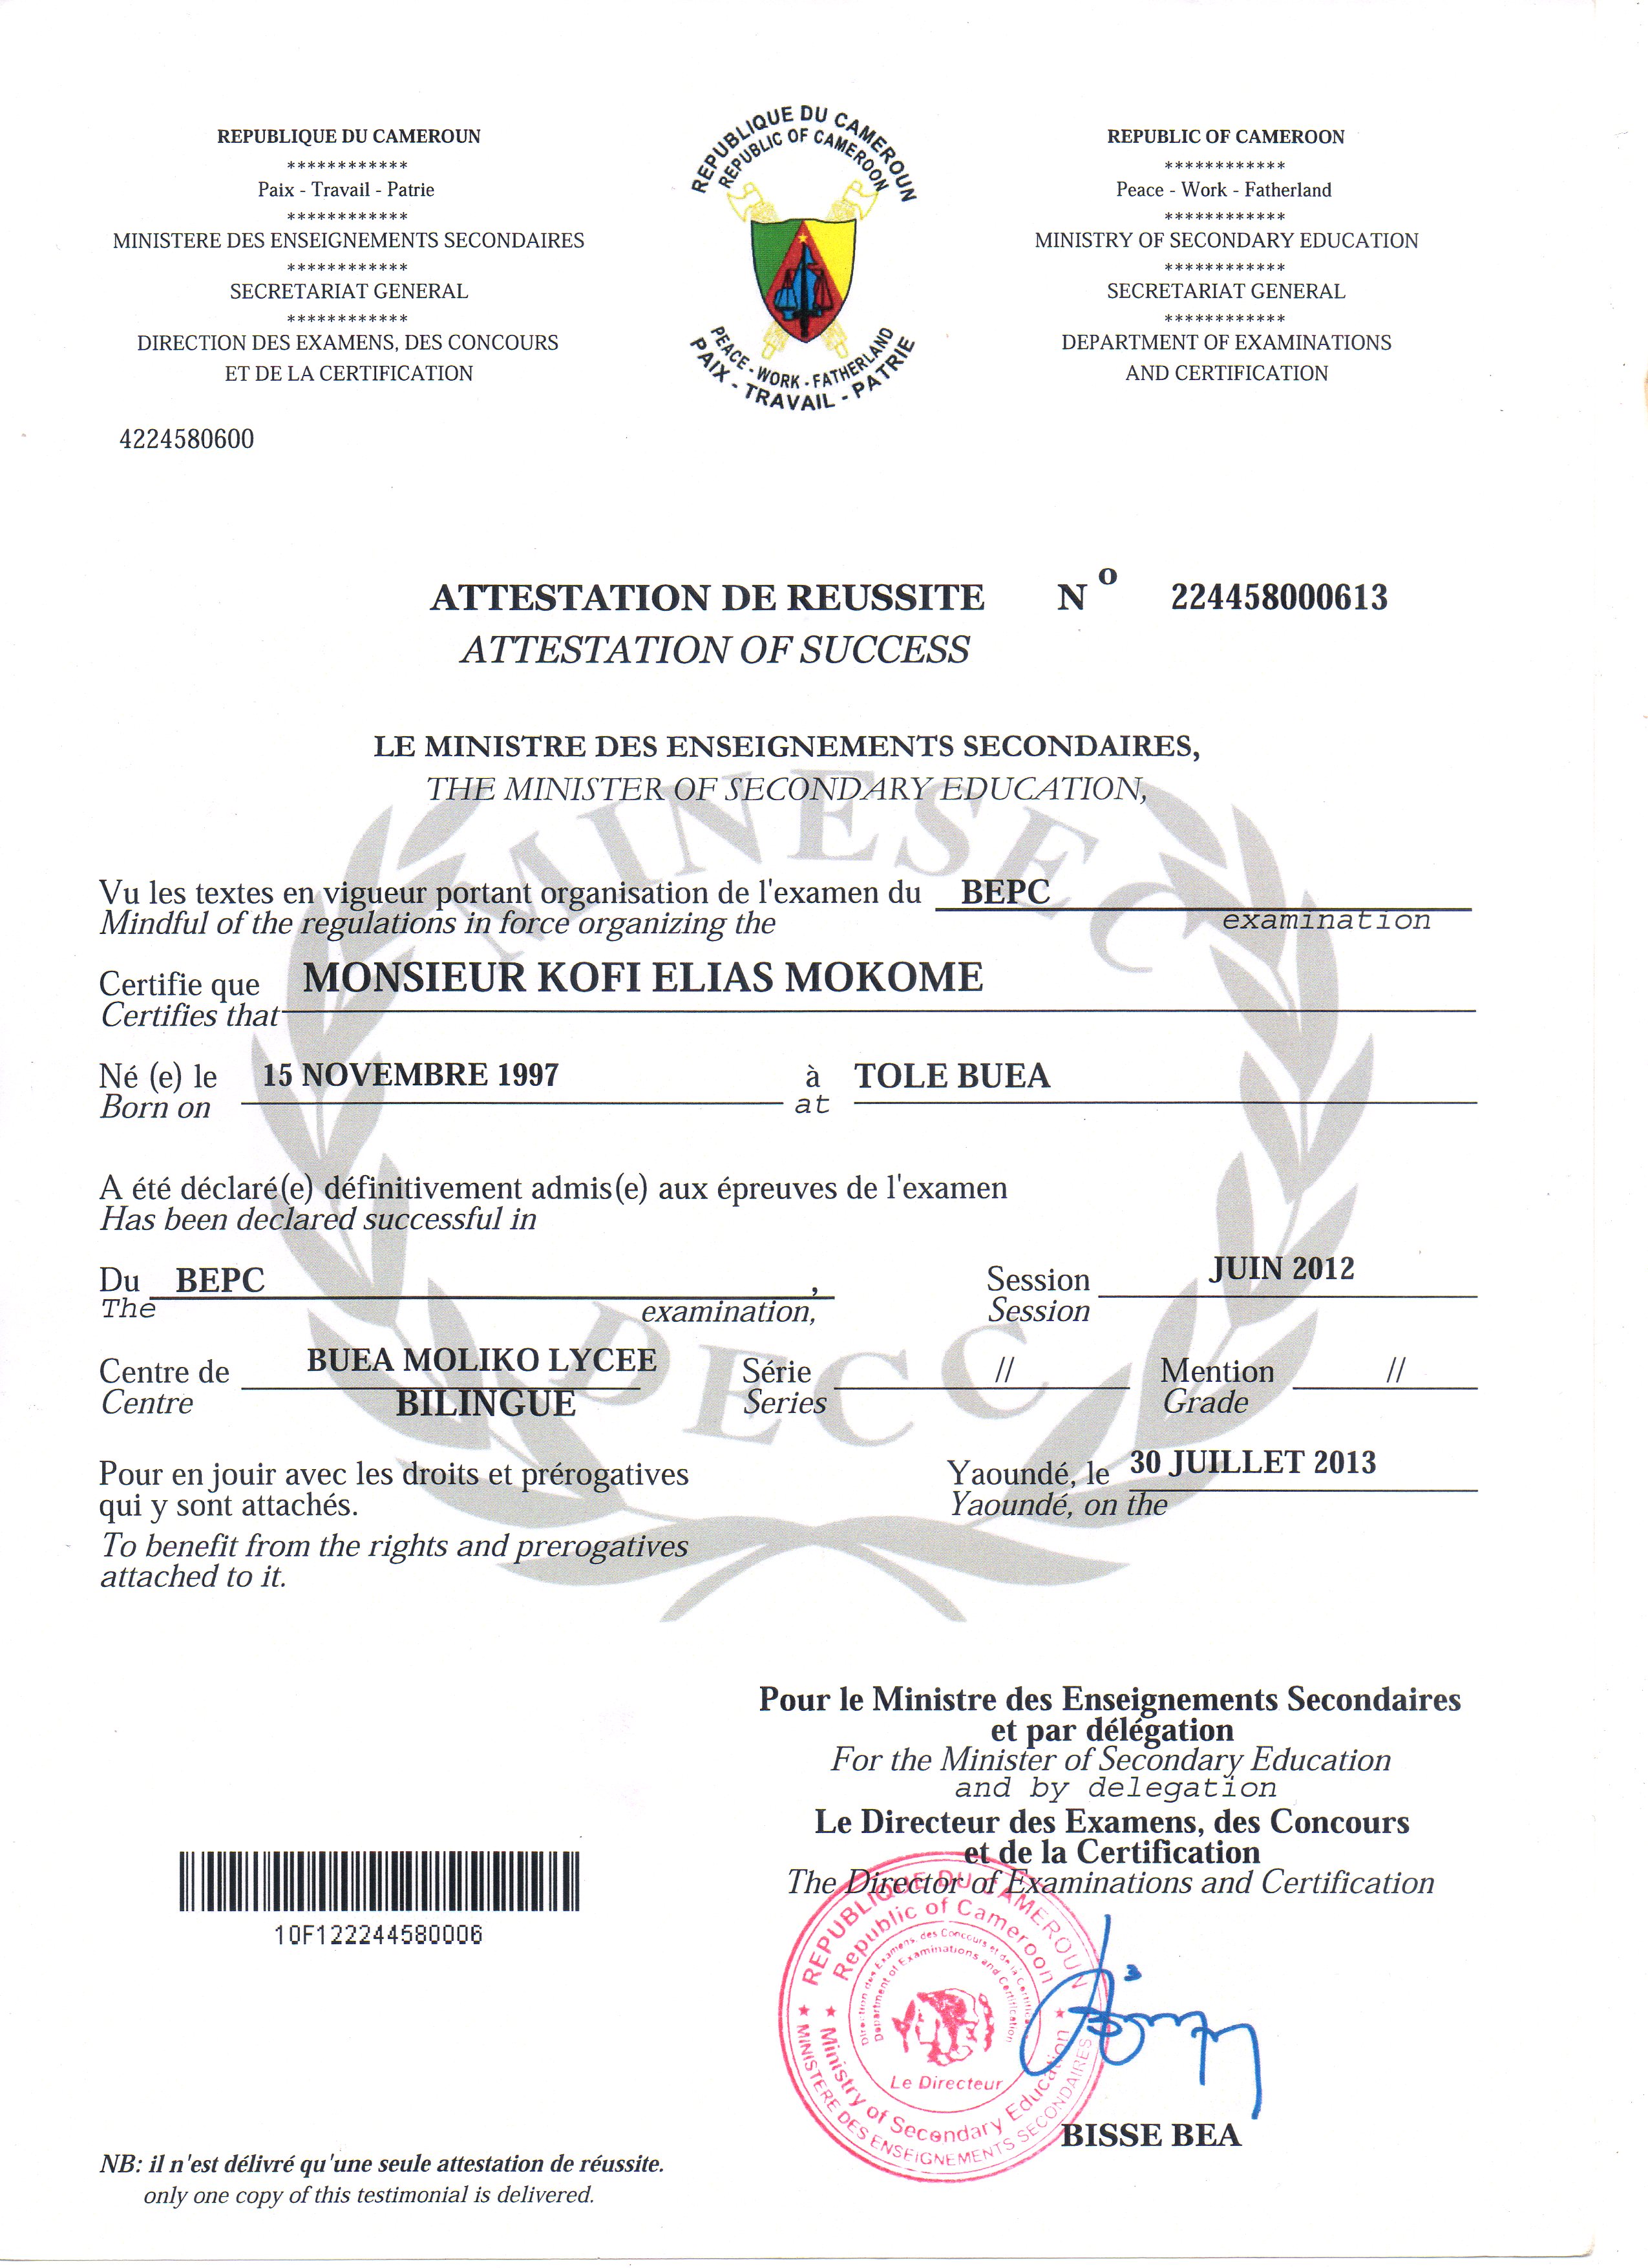 REPUBLIQUE DU CAMEROUN
************
Paix - Travail - Patrie
************
MINISTERE DES ENSEIGNEMENTS SECONDAIRES
************
SECRETARIAT GENERAL
************
DIRECTION DES EXAMENS, DES CONCOURS
ET DE LA CERTIFICATION
4224580600
REPUBLIQUE DU CAMEROUN
REPUBLIC OF CAMEROON
PEACE - WORK - FATHERLAND
PAIX - TRAVAIL - PATRIE
REPUBLIC OF CAMEROON
************
Peace - Work - Fatherland
************
MINISTRY OF SECONDARY EDUCATION
************
SECRETARIAT GENERAL
************
DEPARTMENT OF EXAMINATIONS
AND CERTIFICATION
ATTESTATION DE REUSSITE N° 224458000613
ATTESTATION OF SUCCESS
LE MINISTRE DES ENSEIGNEMENTS SECONDAIRES,
THE MINISTER OF SECONDARY EDUCATION,
MINESEC
Vu les textes en vigueur portant organisation de l'examen du BEPC
Mindful of the regulations in force organizing the examination
Certifie que MONSIEUR KOFI ELIAS MOKOME
Certifies that
Né (e) le 15 NOVEMBRE 1997 à TOLE BUEA
Born on at
A été déclaré(e) définitivement admis(e) aux épreuves de l'examen
Has been declared successful in
Du BEPC , Session JUIN 2012
The examination, Session
Centre de BUEA MOLIKO LYCEE Série // Mention //
Centre BILINGUE Series Grade
DECC
Pour en jouir avec les droits et prérogatives Yaoundé, le 30 JUILLET 2013
qui y sont attachés. Yaoundé, on the
To benefit from the rights and prerogatives
attached to it.
Pour le Ministre des Enseignements Secondaires
et par délégation
For the Minister of Secondary Education
and by delegation
Le Directeur des Examens, des Concours
et de la Certification
The Director of Examinations and Certification
10F122244580006
REPUBLIQUE DU CAMEROUN
Republic of Cameroon
Direction des Examens, des Concours et de la Certification
Department of Examinations and Certification
Le Directeur
Ministry of Secondary Education
MINISTERE DES ENSEIGNEMENTS SECONDAIRES
BISSE BEA
NB: il n'est délivré qu'une seule attestation de réussite.
only one copy of this testimonial is delivered.